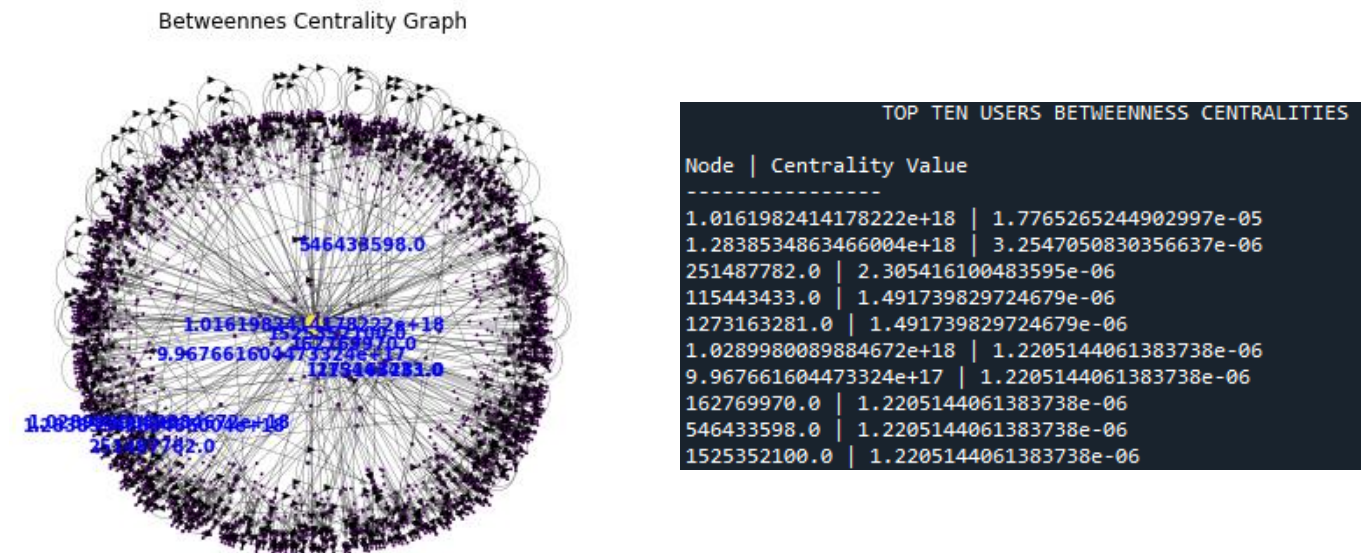 Betweennes Centrality Graph
546433598.0
1.0161982414178222e+18
1525352100.0
162769970.0
9.967661604473324e+17
251487782.0
TOP TEN USERS BETWEENNESS CENTRALITIES
Node | Centrality Value
-----------------
1.0161982414178222e+18 | 1.7765265244902997e-05
1.2838534863466004e+18 | 3.2547050830356637e-06
251487782.0 | 2.305416100483595e-06
115443433.0 | 1.491739829724679e-06
1273163281.0 | 1.491739829724679e-06
1.0289980089884672e+18 | 1.2205144061383738e-06
9.967661604473324e+17 | 1.2205144061383738e-06
162769970.0 | 1.2205144061383738e-06
546433598.0 | 1.2205144061383738e-06
1525352100.0 | 1.2205144061383738e-06